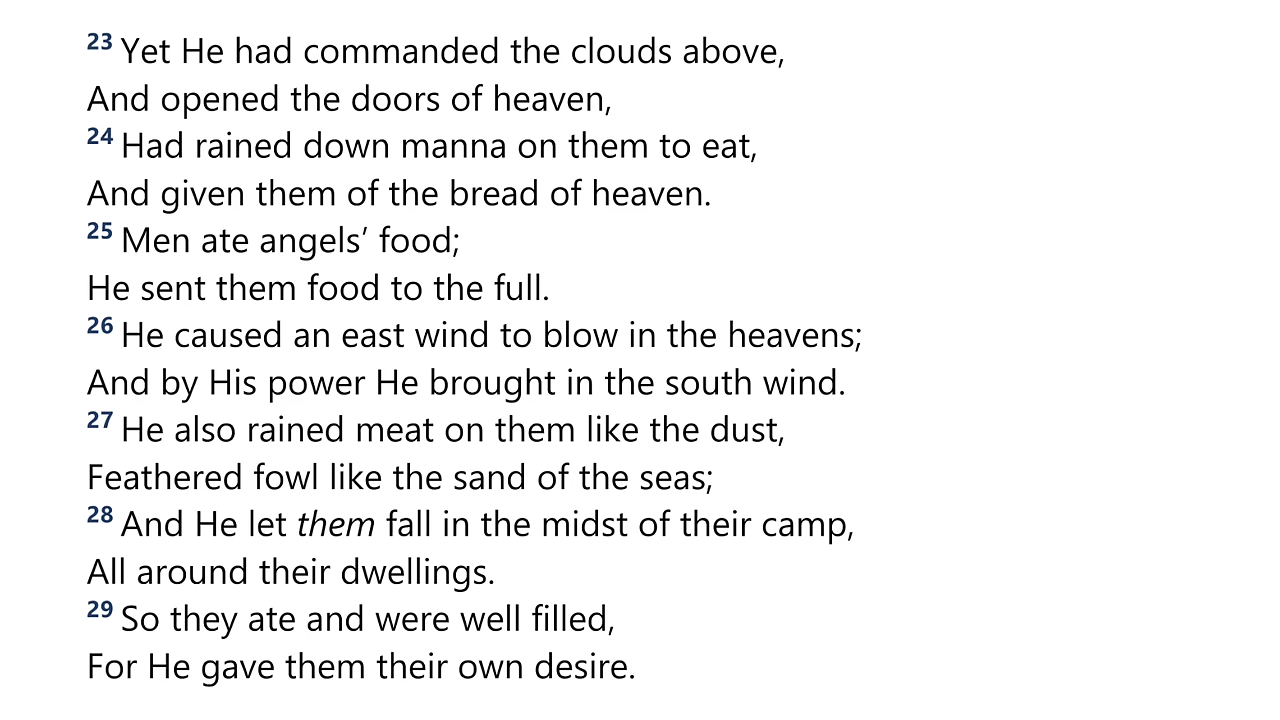 23 Yet He had commanded the clouds above,
And opened the doors of heaven,
24 Had rained down manna on them to eat,
And given them of the bread of heaven.
25 Men ate angels’ food;
He sent them food to the full.
26 He caused an east wind to blow in the heavens;
And by His power He brought in the south wind.
27 He also rained meat on them like the dust,
Feathered fowl like the sand of the seas;
28 And He let them fall in the midst of their camp,
All around their dwellings.
29 So they ate and were well filled,
For He gave them their own desire.